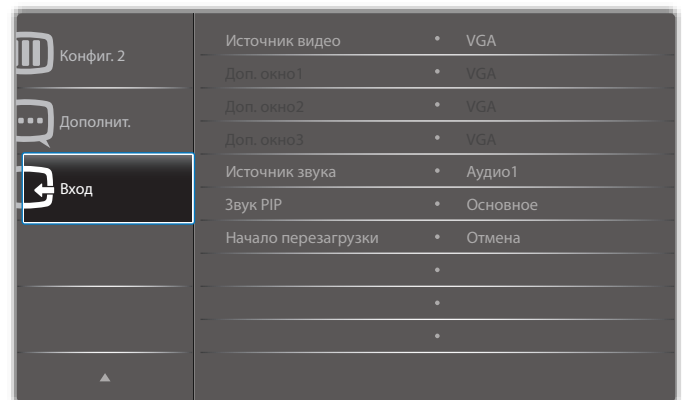 Конфиг. 2
Дополнит.
Вход
Источник видео • VGA
Доп. окно1 • VGA
Доп. окно2 • VGA
Доп. окно3 • VGA
Источник звука • Аудио1
Звук PIP • Основное
Начало перезагрузки • Отмена
•
•
•